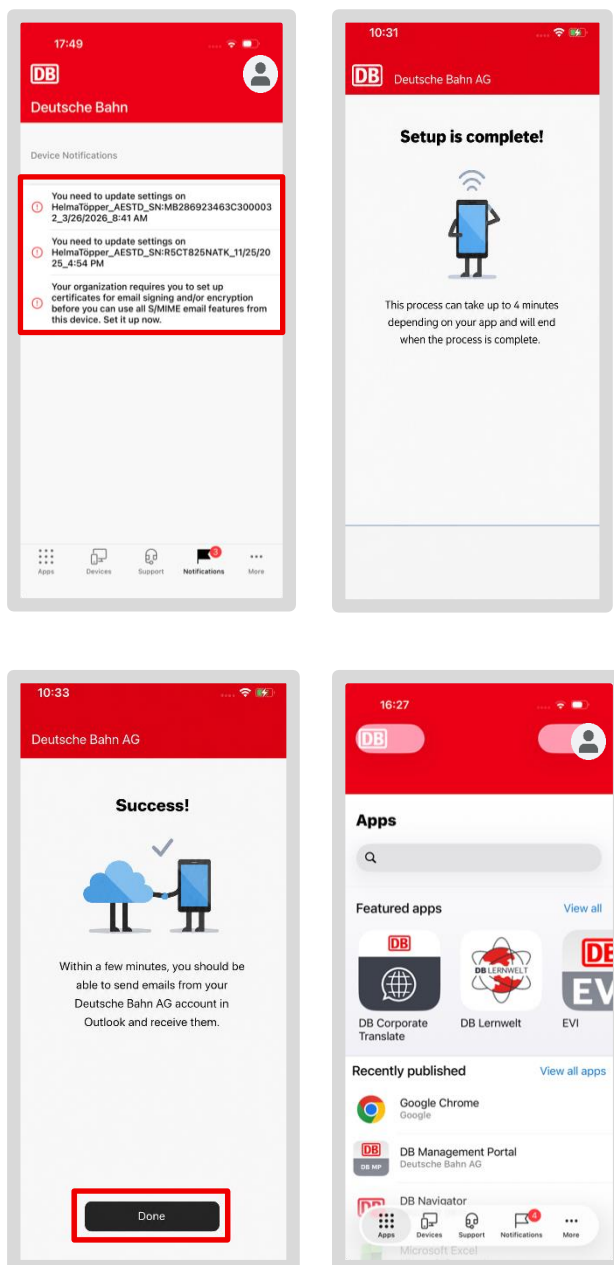 17:49
DB
Deutsche Bahn
Device Notifications
You need to update settings on
HelmaTöpper_AESTD_SN:MB286923463C300003
2_3/26/2026_8:41 AM
You need to update settings on
HelmaTöpper_AESTD_SN:R5CT825NATK_11/25/20
25_4:54 PM
Your organization requires you to set up
certificates for email signing and/or encryption
before you can use all S/MIME email features from
this device. Set it up now.
3
Apps Devices Support Notifications More
10:31
DB Deutsche Bahn AG
Setup is complete!
This process can take up to 4 minutes
depending on your app and will end
when the process is complete.
10:33
Deutsche Bahn AG
Success!
Within a few minutes, you should be
able to send emails from your
Deutsche Bahn AG account in
Outlook and receive them.
Done
16:27
DB
Apps
Featured apps View all
DB
DB LERNWELT
DB
EV
DB Corporate
Translate
DB Lernwelt
EVI
Recently published View all apps
Google Chrome
Google
DB
DB MP
DB Management Portal
Deutsche Bahn AG
DB
DB Navigator
4
Apps Devices Support Notifications More
Microsoft Excel